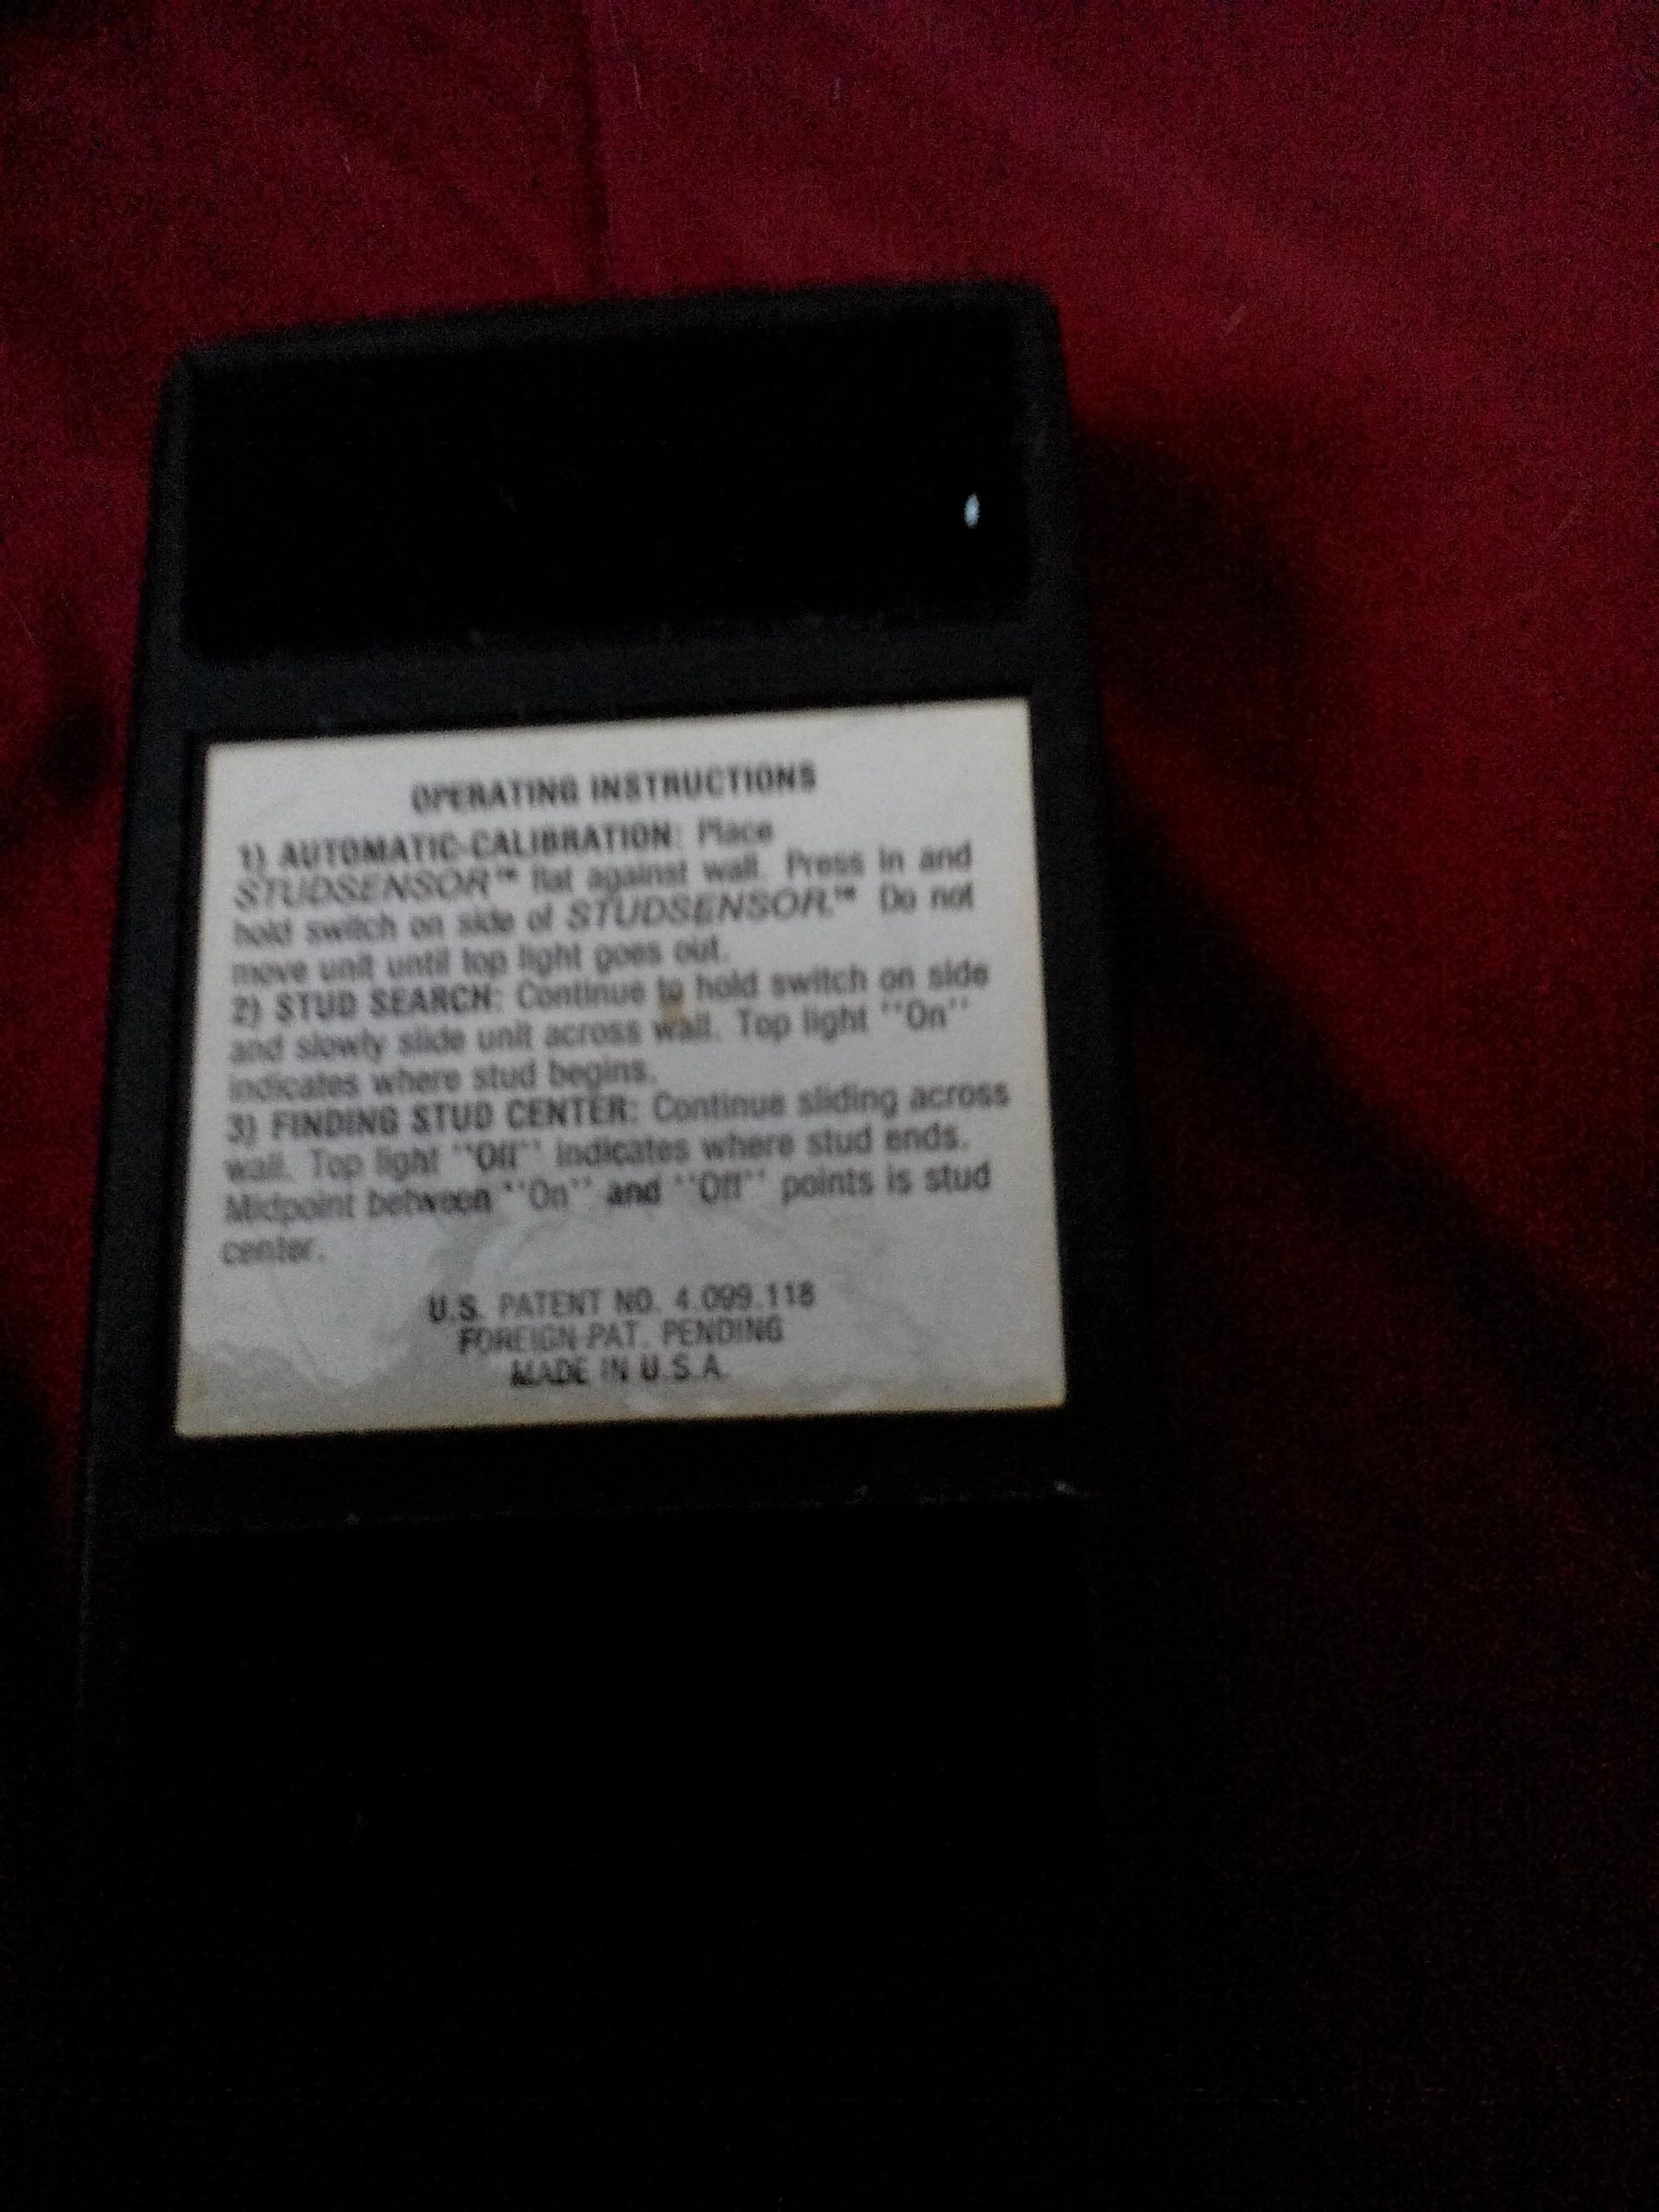 OPERATING INSTRUCTIONS
1) AUTOMATIC-CALIBRATION: Place
STUDSENSOR™ flat against wall. Press in and
hold switch on side of STUDSENSOR.™ Do not
move unit until top light goes out.
2) STUD SEARCH: Continue to hold switch on side
and slowly slide unit across wall. Top light "On"
indicates where stud begins.
3) FINDING STUD CENTER: Continue sliding across
wall. Top light "Off" indicates where stud ends.
Midpoint between "On" and "Off" points is stud
center.
U.S. PATENT NO. 4.099.118
FOREIGN PAT. PENDING
MADE IN U.S.A.